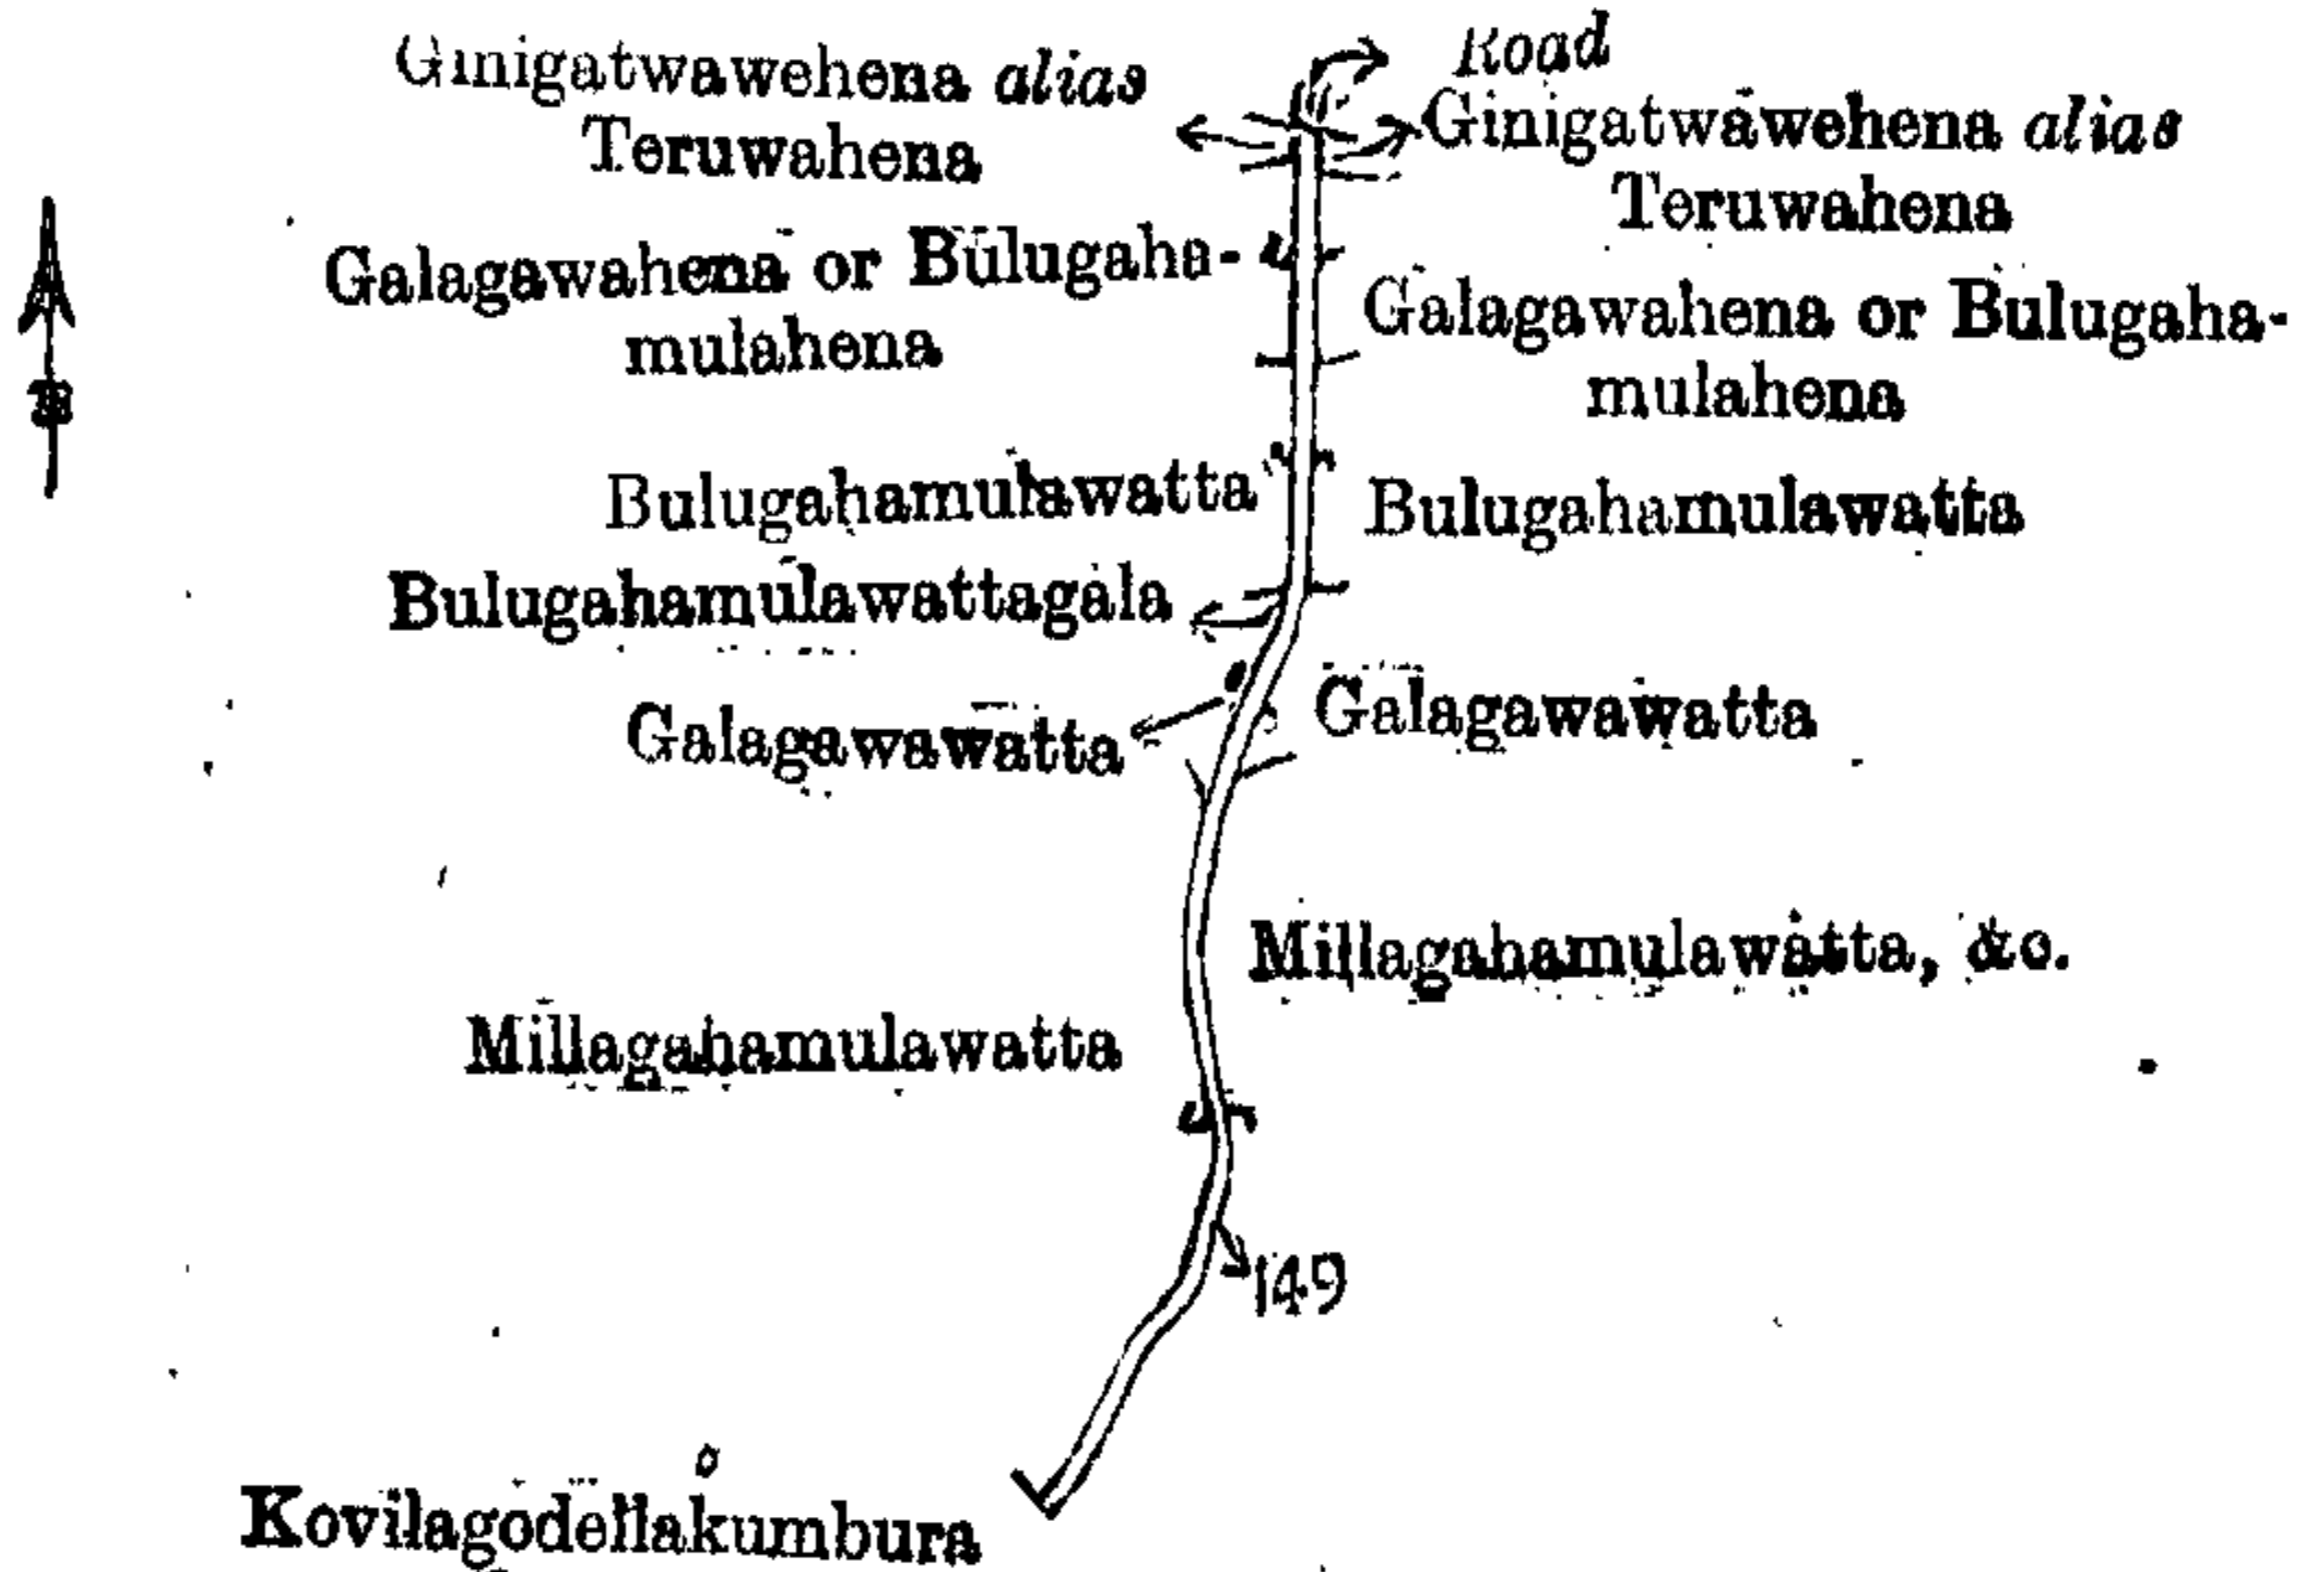 Road
Ginigatwawehena alias
Teruwahena
Ginigatwawehena alias
Teruwahena
Galagawahena or Bulugaha-
mulahena
Galagawahena or Bulugaha-
mulahena
Bulugahamulawatta
Bulugahamulawatta
Bulugahamulawattagala
Galagawawatta
Galagawawatta
Millagahamulawatta, &c.
Millagahamulawatta
149
Kovilagodellakumbura